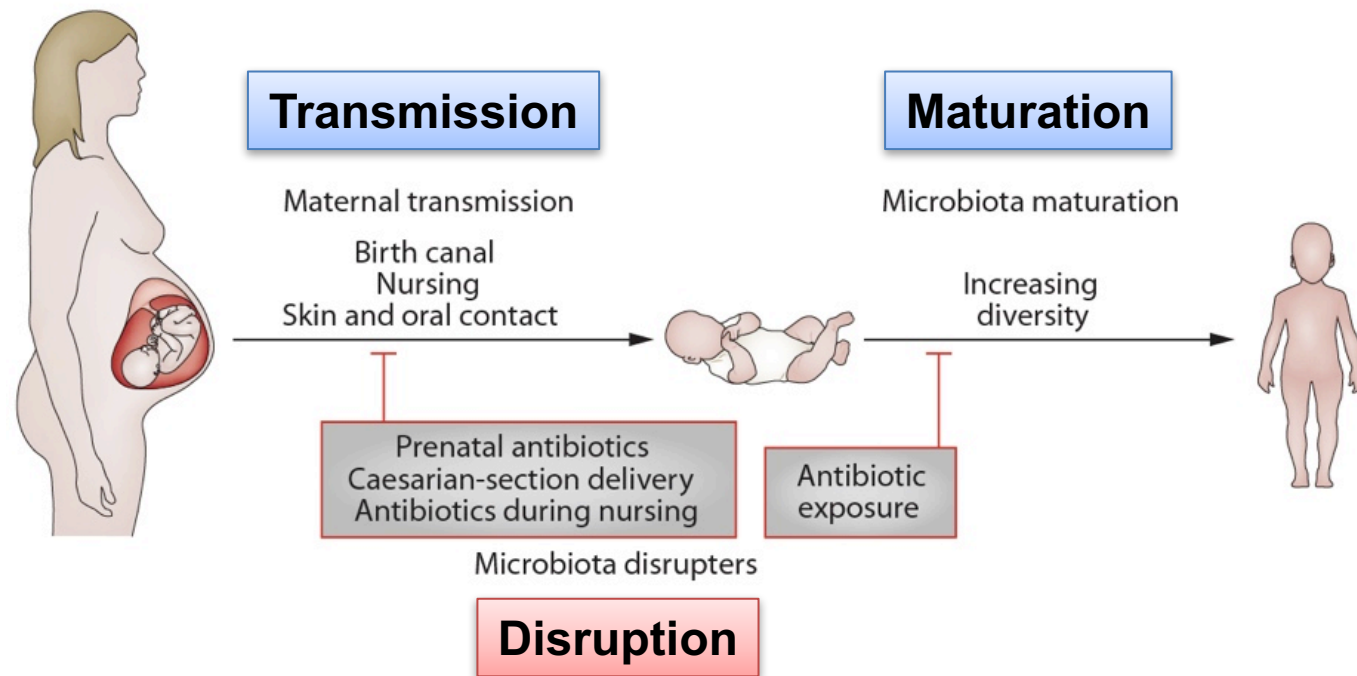 Transmission
Maturation
Maternal transmission
Microbiota maturation
Birth canal
Nursing
Skin and oral contact
Increasing
diversity
Prenatal antibiotics
Caesarian-section delivery
Antibiotics during nursing
Antibiotic
exposure
Microbiota disrupters
Disruption